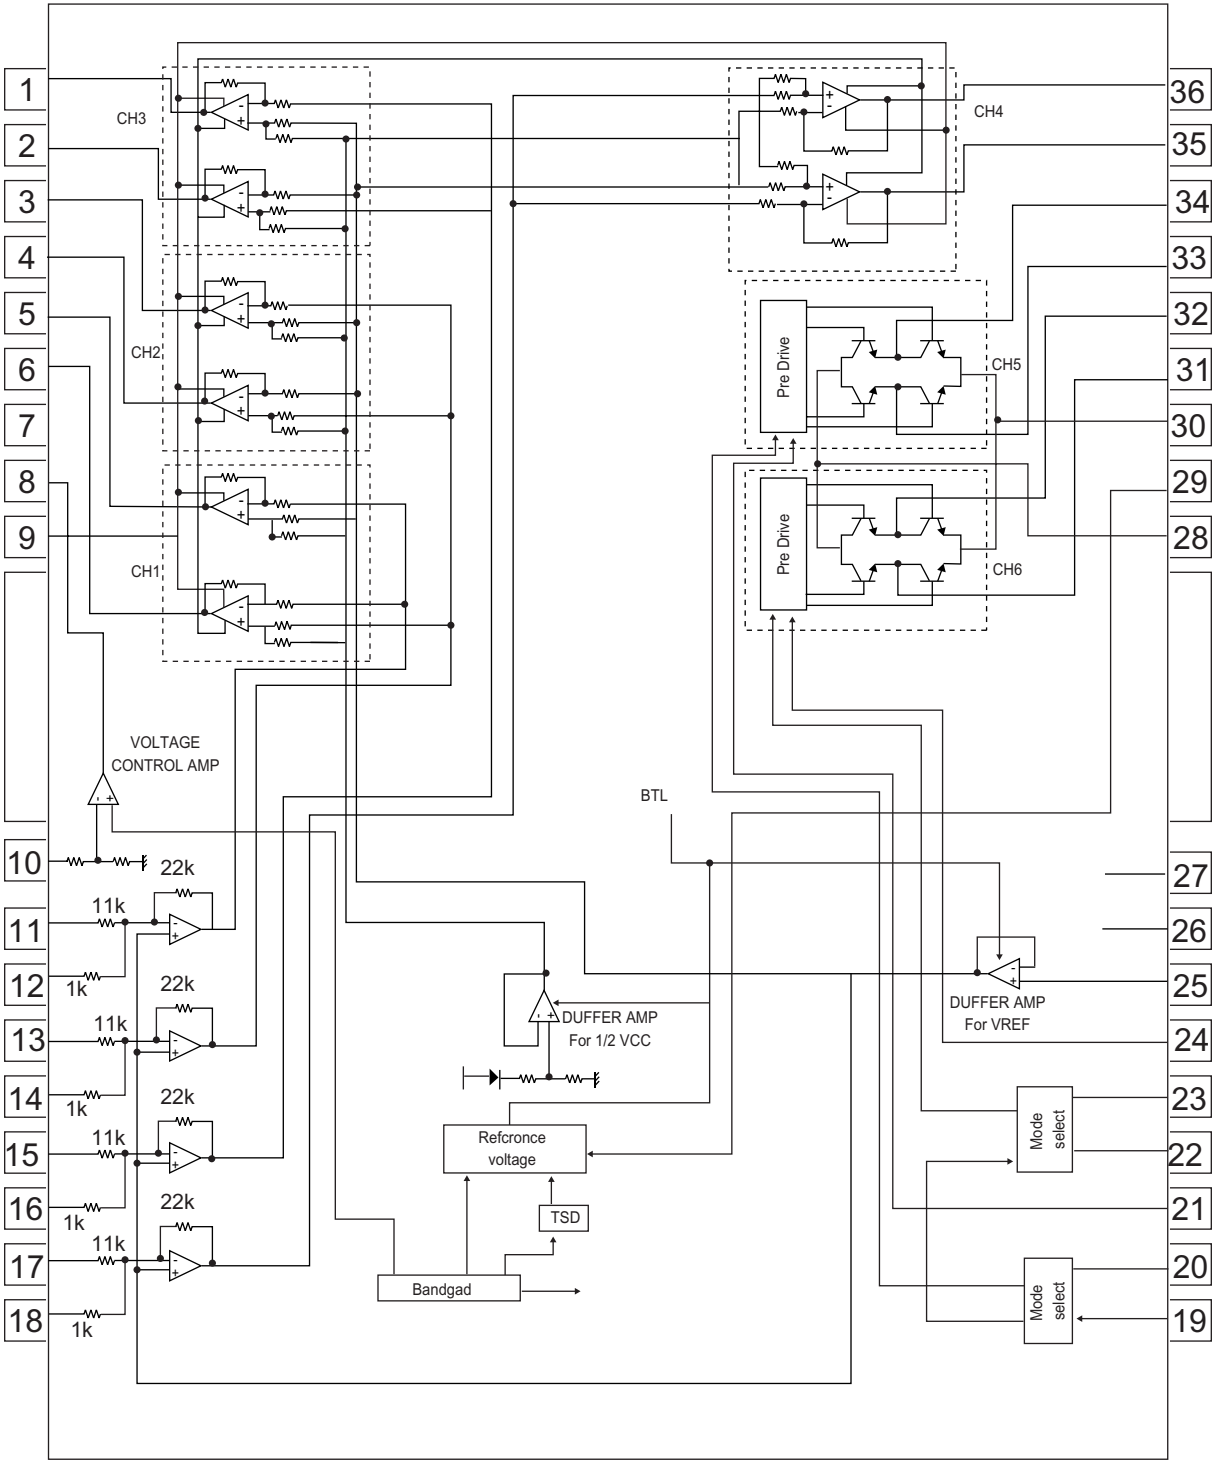 1
2
3
4
5
6
7
8
9
10
11
12
13
14
15
16
17
18
36
35
34
33
32
31
30
29
28
27
26
25
24
23
22
21
20
19
CH3
CH2
CH1
CH4
CH5
CH6
Pre Drive
Pre Drive
- +
- +
- +
- +
- +
- +
+ -
+ -
VOLTAGE
CONTROL AMP
- +
22k
11k
- +
1k
22k
11k
- +
1k
22k
11k
- +
1k
22k
11k
- +
1k
BTL
- +
DUFFER AMP
For 1/2 VCC
- +
DUFFER AMP
For VREF
Refcronce
voltage
TSD
Bandgad
Mode
select
Mode
select